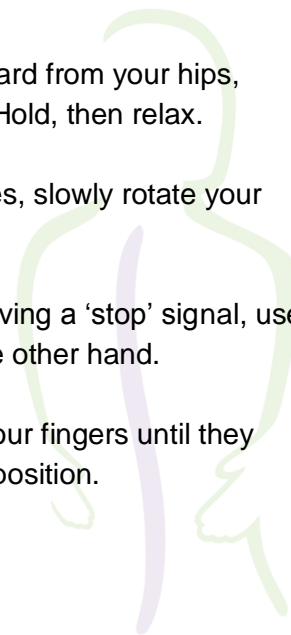 ard from your hips,
Hold, then relax.
es, slowly rotate your
ving a ‘stop’ signal, use
e other hand.
our fingers until they
position.